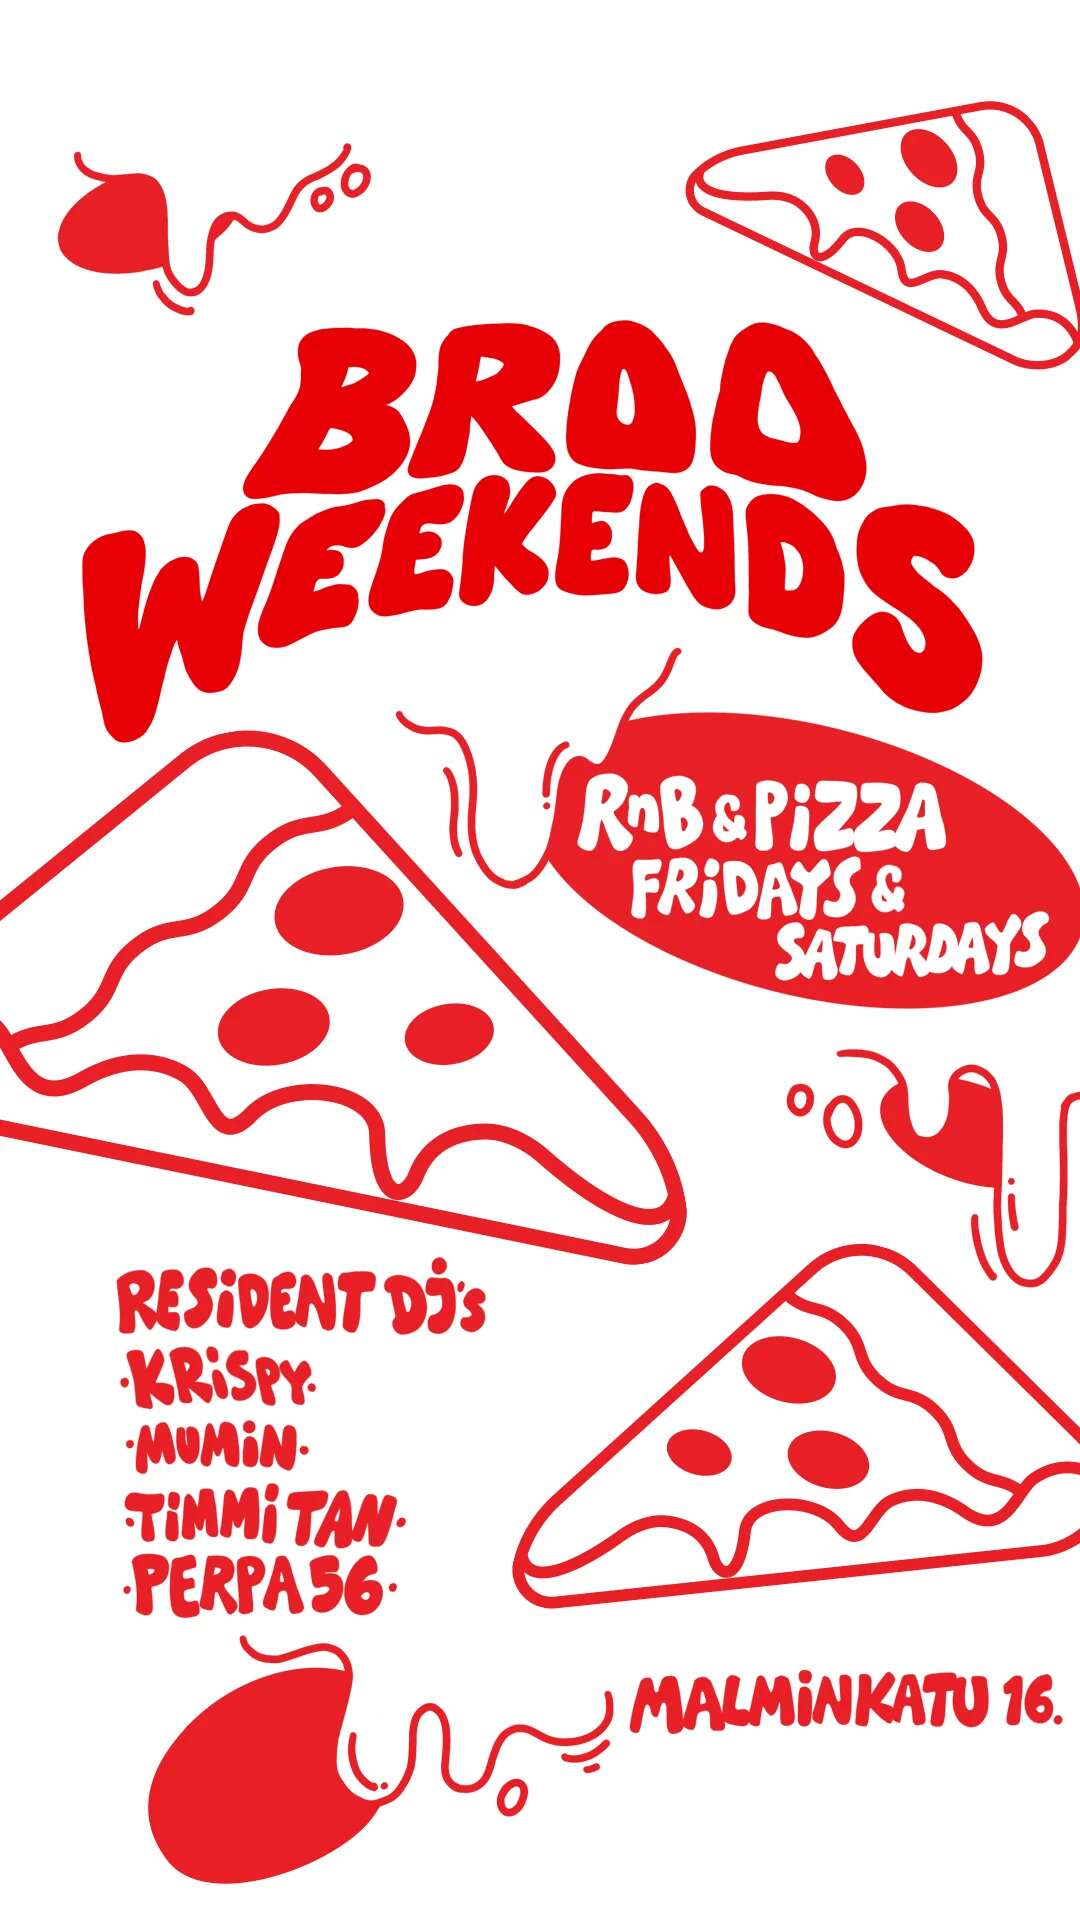 BROO
WEEKENDS
RnB & PiZZA
FRiDAYS &
SATURDAYS
RESiDENT Dj's
·KRiSPY·
·MUMiN·
·TiMMi TAN·
·PERPA 56·
MALMiNKATU 16.